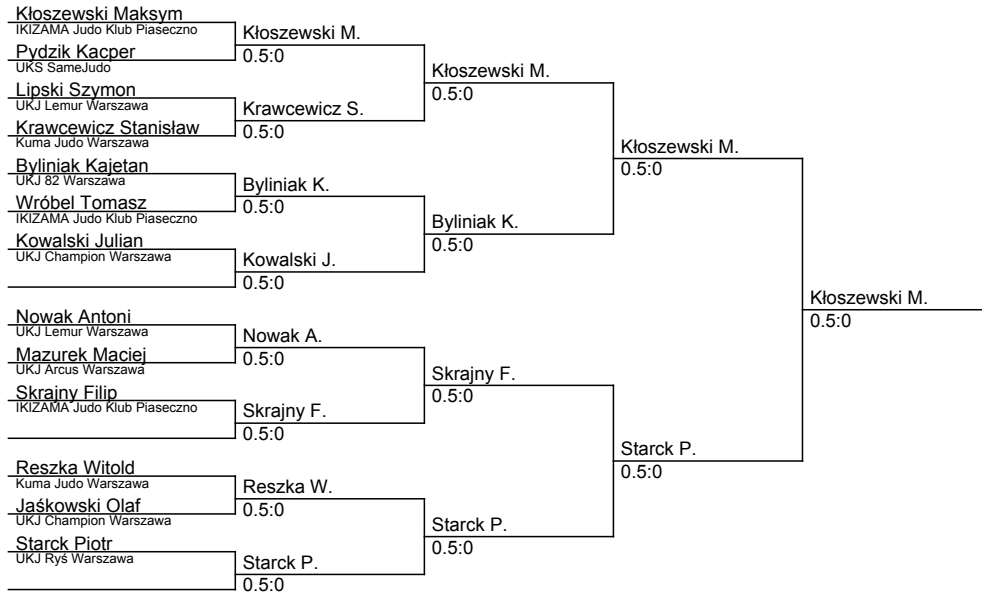 Kłoszewski Maksym
IKIZAMA Judo Klub Piaseczno
Pydzik Kacper
UKS SameJudo
Lipski Szymon
UKJ Lemur Warszawa
Krawcewicz Stanisław
Kuma Judo Warszawa
Byliniak Kajetan
UKJ 82 Warszawa
Wróbel Tomasz
IKIZAMA Judo Klub Piaseczno
Kowalski Julian
UKJ Champion Warszawa
Nowak Antoni
UKJ Lemur Warszawa
Mazurek Maciej
UKJ Arcus Warszawa
Skrajny Filip
IKIZAMA Judo Klub Piaseczno
Reszka Witold
Kuma Judo Warszawa
Jaśkowski Olaf
UKJ Champion Warszawa
Starck Piotr
UKJ Ryś Warszawa
Kłoszewski M.
0.5:0
Krawcewicz S.
0.5:0
Byliniak K.
0.5:0
Kowalski J.
0.5:0
Nowak A.
0.5:0
Skrajny F.
0.5:0
Reszka W.
0.5:0
Starck P.
0.5:0
Kłoszewski M.
0.5:0
Byliniak K.
0.5:0
Skrajny F.
0.5:0
Starck P.
0.5:0
Kłoszewski M.
0.5:0
Starck P.
0.5:0
Kłoszewski M.
0.5:0